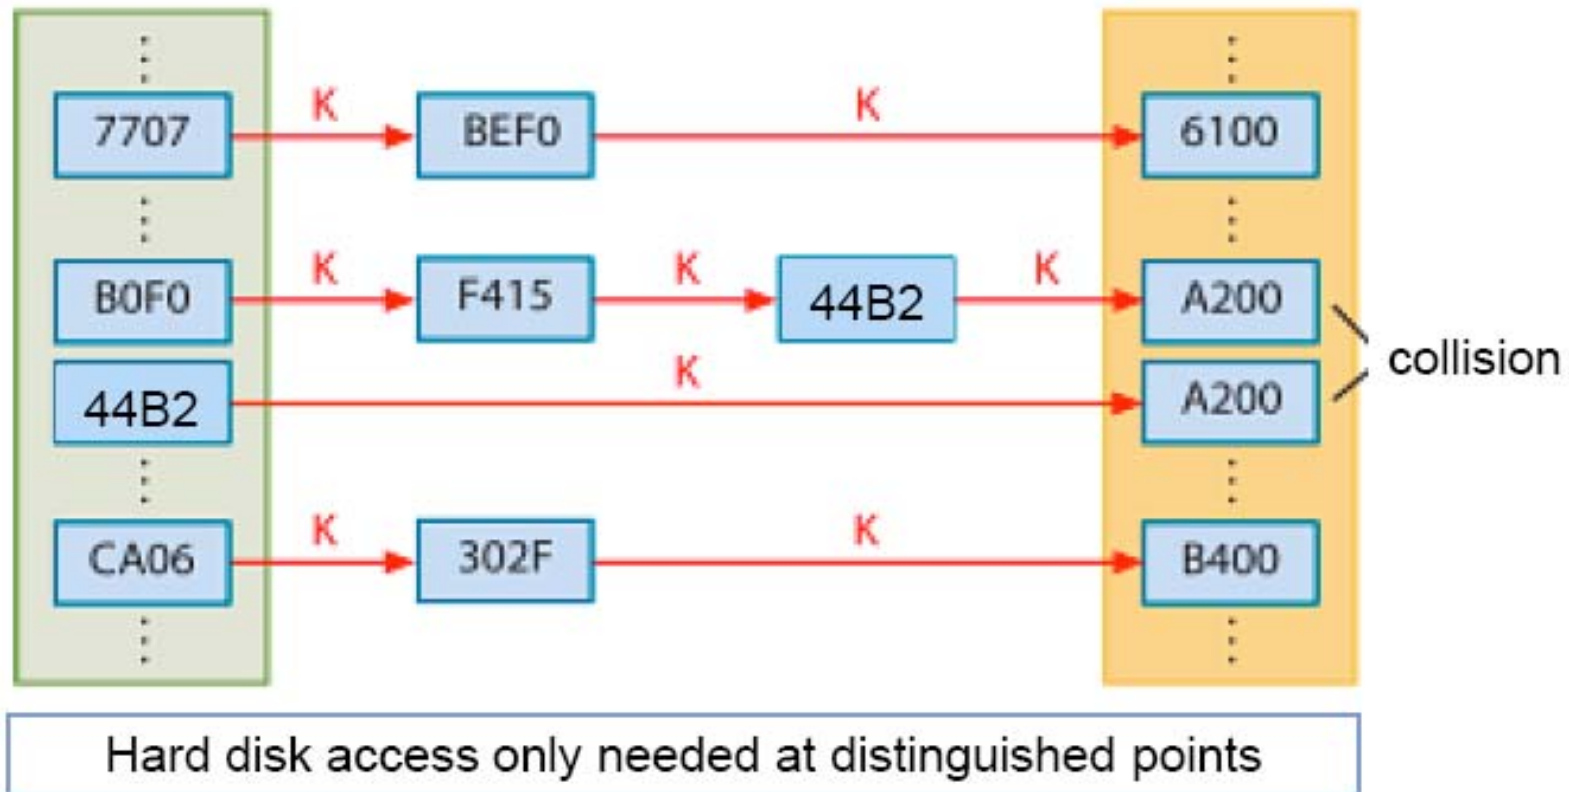 K K
7707 BEF0 6100
K K K
B0F0 F415 44B2 A200
collision
K
44B2 A200
K K
CA06 302F B400
Hard disk access only needed at distinguished points